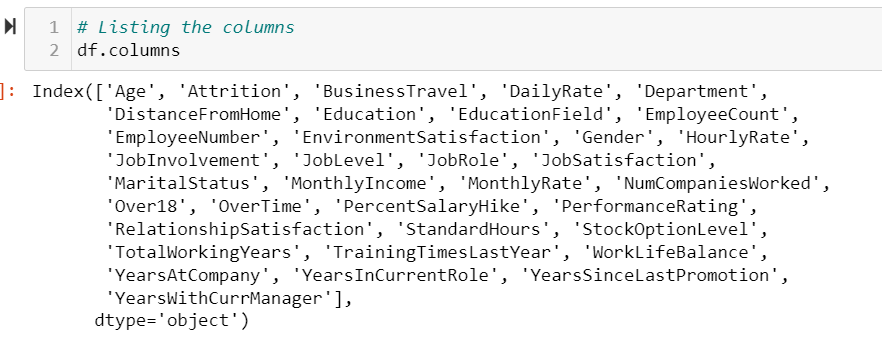 1 # Listing the columns
2 df.columns
]: Index(['Age', 'Attrition', 'BusinessTravel', 'DailyRate', 'Department',
'DistanceFromHome', 'Education', 'EducationField', 'EmployeeCount',
'EmployeeNumber', 'EnvironmentSatisfaction', 'Gender', 'HourlyRate',
'JobInvolvement', 'JobLevel', 'JobRole', 'JobSatisfaction',
'MaritalStatus', 'MonthlyIncome', 'MonthlyRate', 'NumCompaniesWorked',
'Over18', 'OverTime', 'PercentSalaryHike', 'PerformanceRating',
'RelationshipSatisfaction', 'StandardHours', 'StockOptionLevel',
'TotalWorkingYears', 'TrainingTimesLastYear', 'WorkLifeBalance',
'YearsAtCompany', 'YearsInCurrentRole', 'YearsSinceLastPromotion',
'YearsWithCurrManager'],
dtype='object')